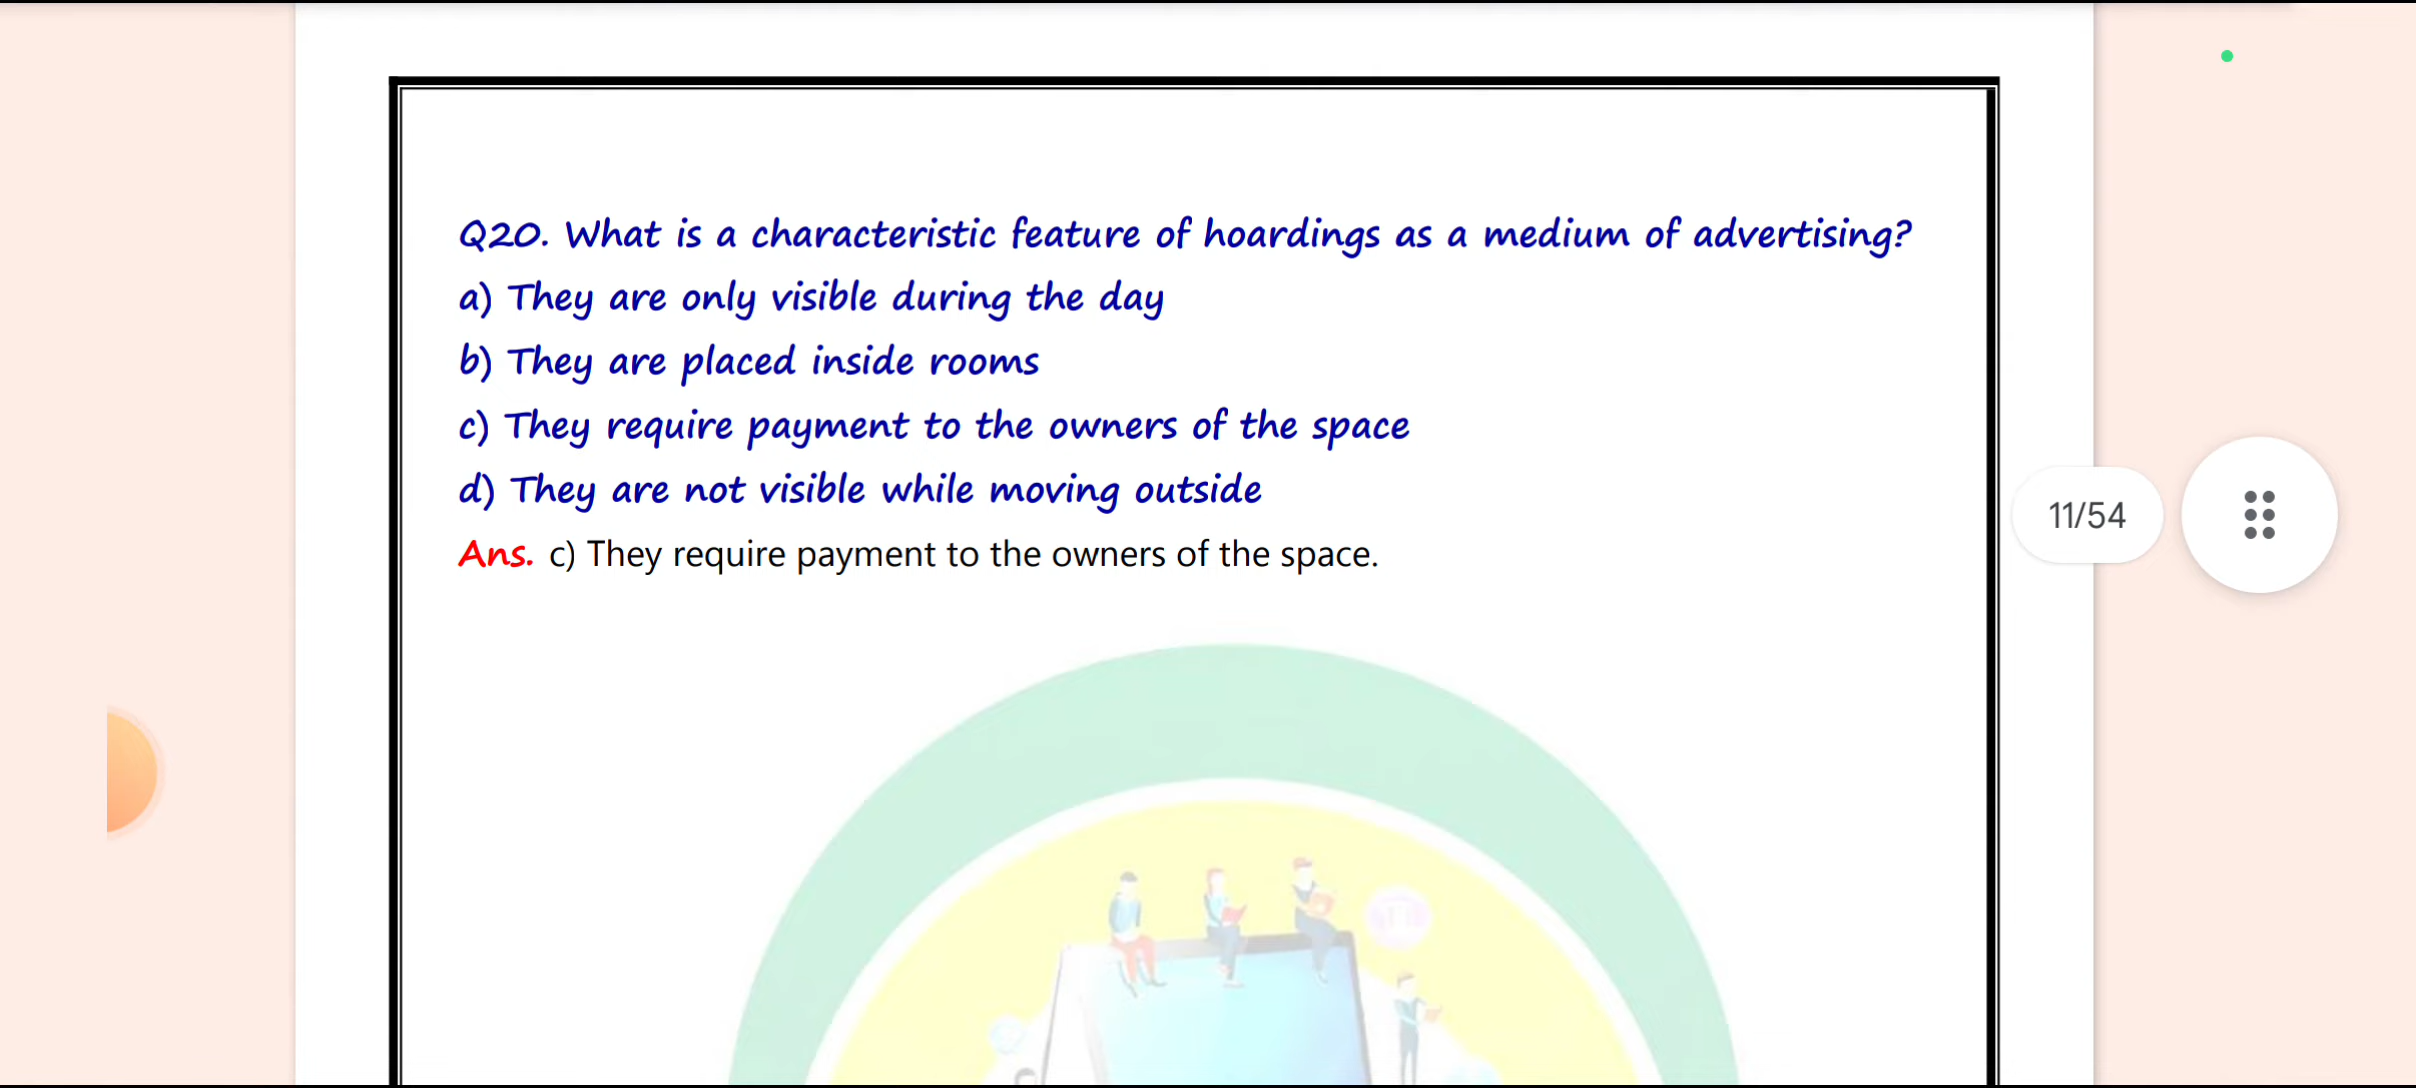 Q20. What is a characteristic feature of hoardings as a medium of advertising?
a) They are only visible during the day
b) They are placed inside rooms
c) They require payment to the owners of the space
d) They are not visible while moving outside
Ans. c) They require payment to the owners of the space.
11/54